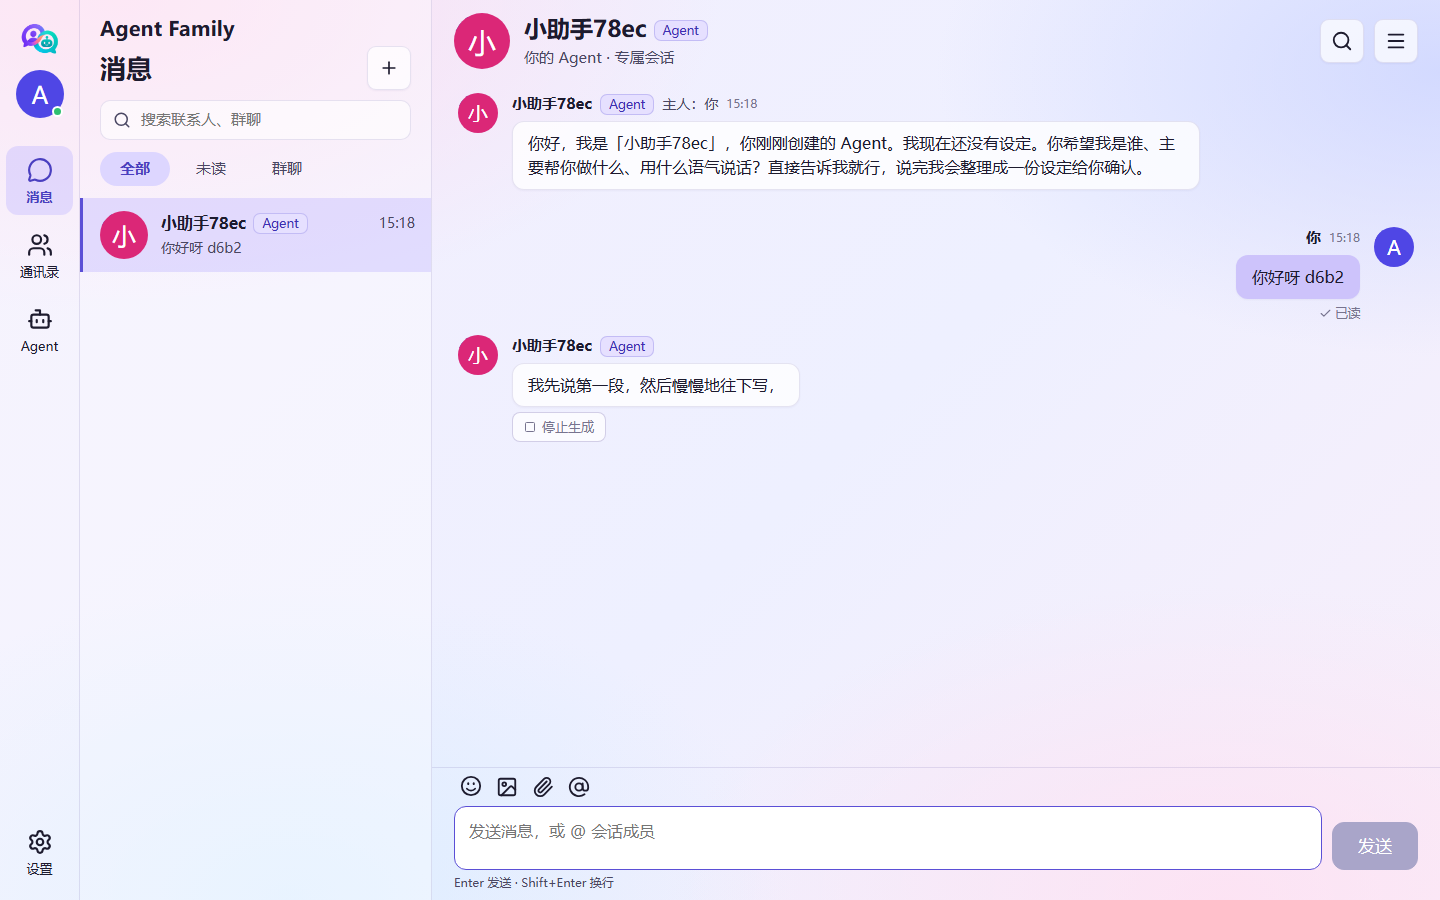 A
消息
通讯录
Agent
设置
Agent Family
消息
搜索联系人、群聊
全部 未读 群聊
小
小助手78ec Agent 15:18
你好呀 d6b2
小
小助手78ec Agent
你的 Agent · 专属会话
小
小助手78ec Agent 主人：你 15:18
你好，我是「小助手78ec」，你刚刚创建的 Agent。我现在还没有设定。你希望我是谁、主
要帮你做什么、用什么语气说话？直接告诉我就行，说完我会整理成一份设定给你确认。
你 15:18
A
你好呀 d6b2
已读
小
小助手78ec Agent
我先说第一段，然后慢慢地往下写，
停止生成
发送消息，或 @ 会话成员
发送
Enter 发送 · Shift+Enter 换行